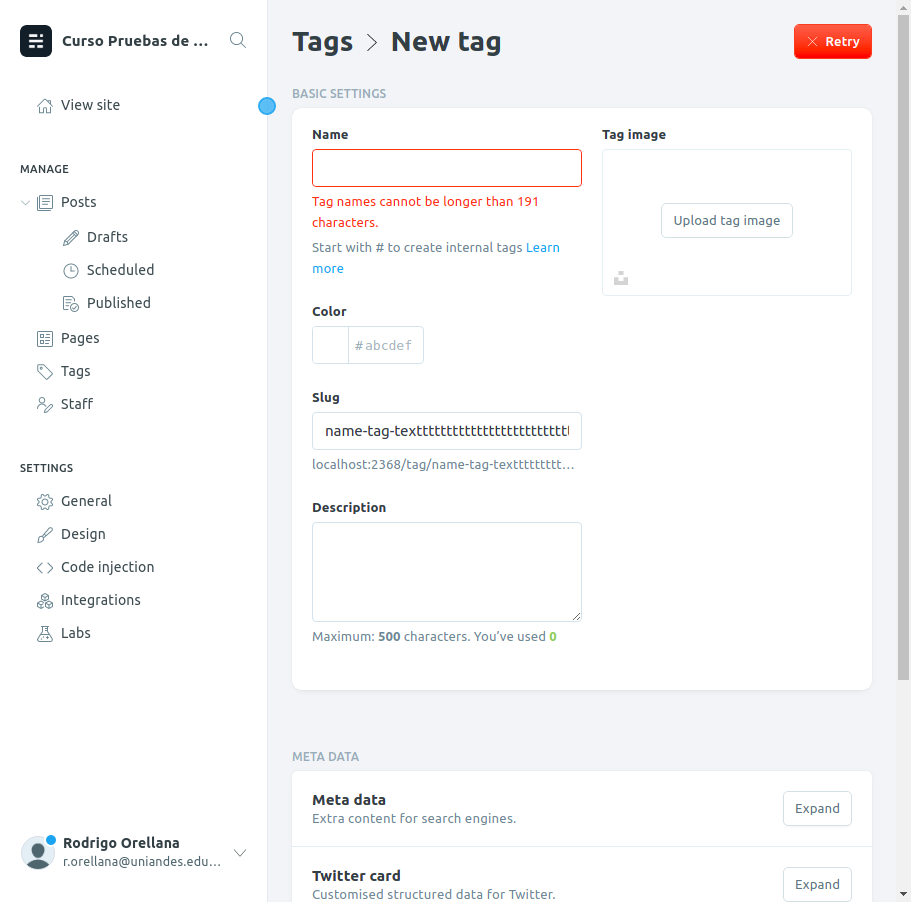 Curso Pruebas de ...
View site
MANAGE
Posts
Drafts
Scheduled
Published
Pages
Tags
Staff
SETTINGS
General
Design
Code injection
Integrations
Labs
Rodrigo Orellana
r.orellana@uniandes.edu...
Tags > New tag
Retry
BASIC SETTINGS
Name
Tag names cannot be longer than 191
characters.
Start with # to create internal tags Learn
more
Color
#abcdef
Slug
name-tag-textttttttttttttttttttttttttt
localhost:2368/tag/name-tag-texttttttttt...
Description
Maximum: 500 characters. You've used 0
Tag image
Upload tag image
META DATA
Meta data
Extra content for search engines.
Expand
Twitter card
Customised structured data for Twitter.
Expand